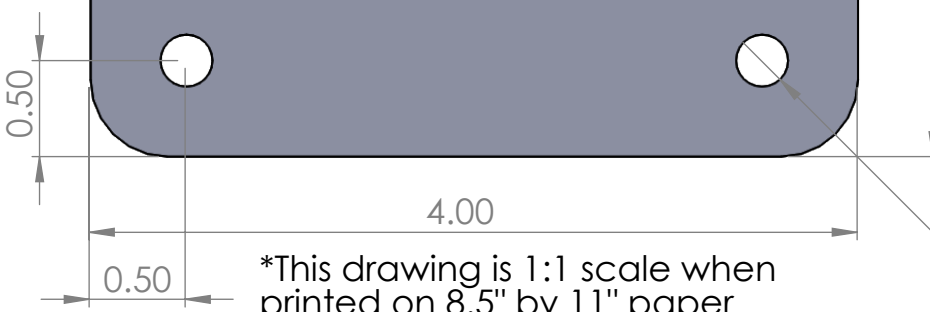 0.50
4.00
0.50
*This drawing is 1:1 scale when
printed on 8.5" by 11" paper